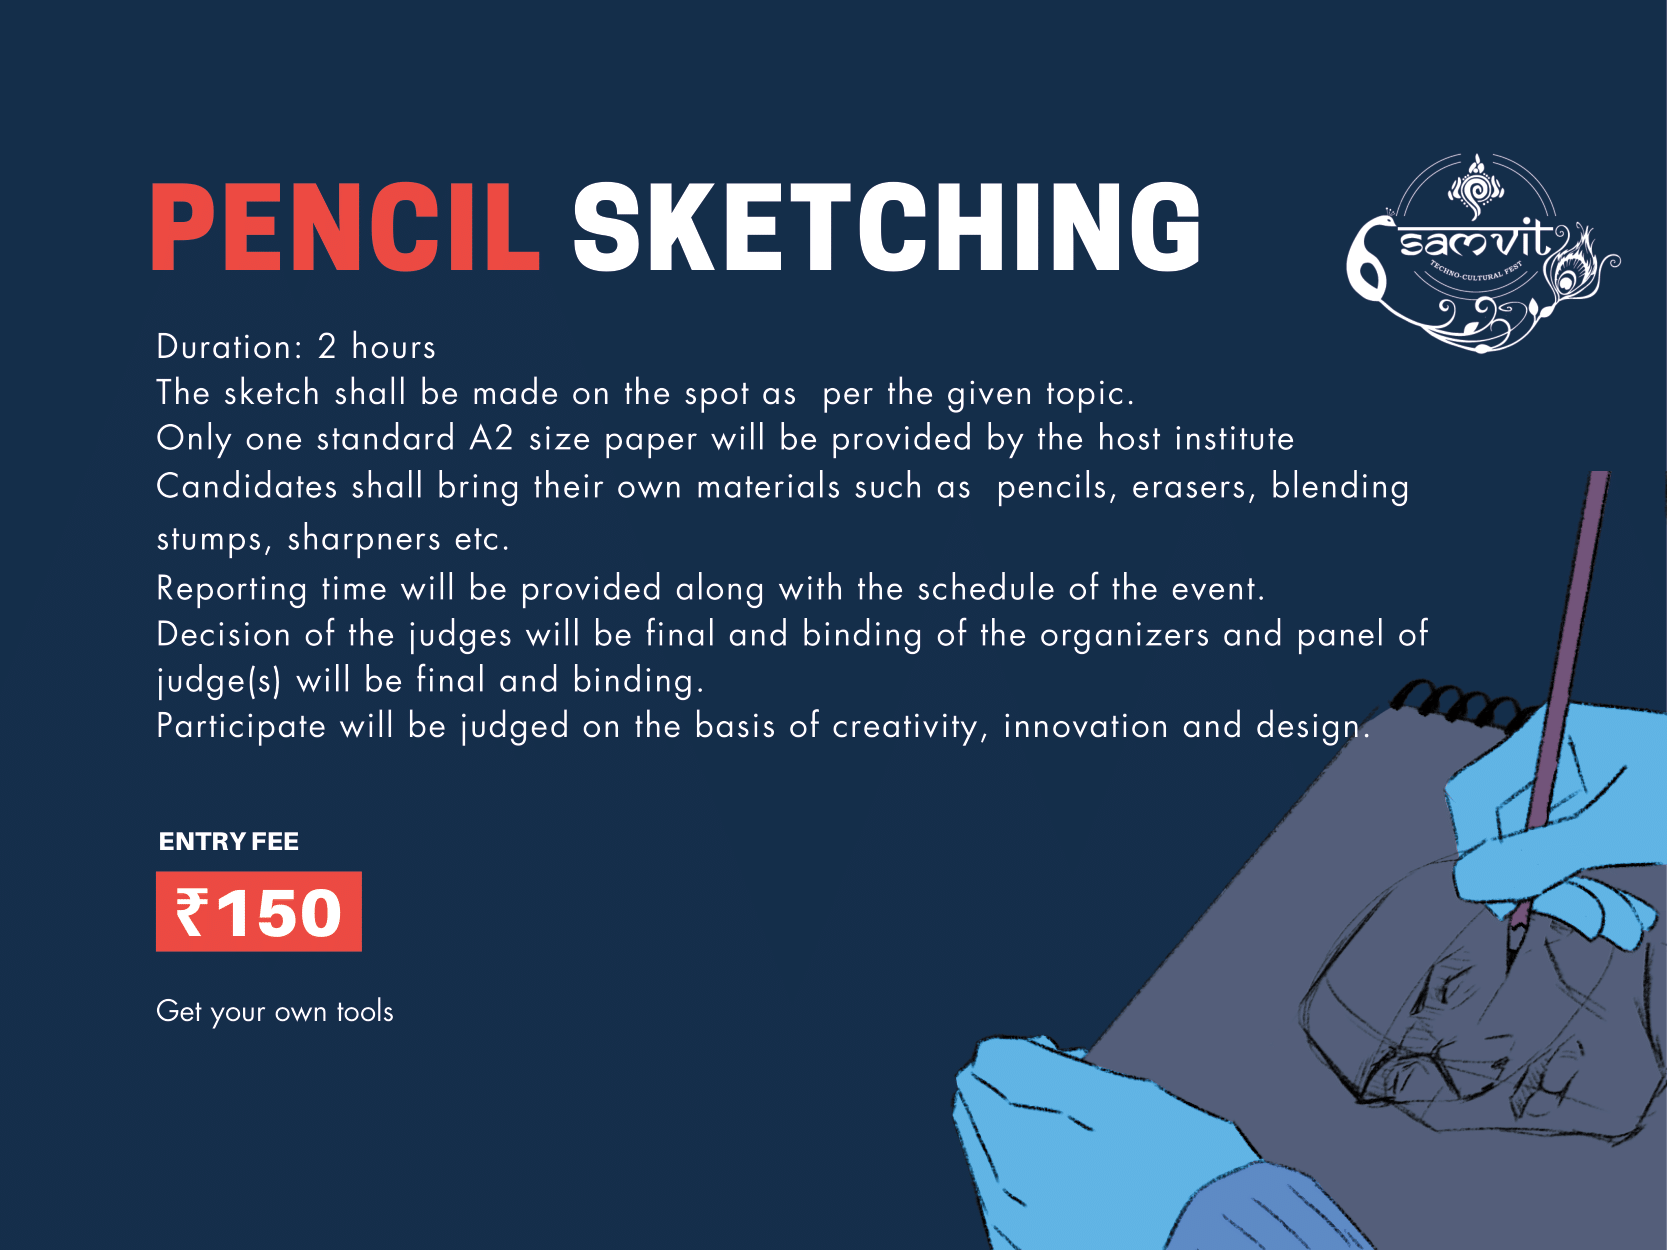 PENCIL SKETCHING
samvit
TECHNO-CULTURAL FEST
Duration: 2 hours
The sketch shall be made on the spot as  per the given topic.
Only one standard A2 size paper will be provided by the host institute
Candidates shall bring their own materials such as  pencils, erasers, blending
stumps, sharpners etc.
Reporting time will be provided along with the schedule of the event.
Decision of the judges will be final and binding of the organizers and panel of
judge(s) will be final and binding.
Participate will be judged on the basis of creativity, innovation and design.
ENTRY FEE
₹150
Get your own tools